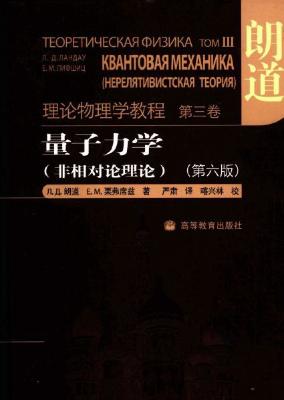 ТЕОРЕТИЧЕСКАЯ ФИЗИКА ТОМ III
Л. Д. ЛАНДАУ
Е. М. ЛИФШИЦ
КВАНТОВАЯ МЕХАНИКА
(НЕРЕЛЯТИВИСТСКАЯ ТЕОРИЯ)
朗道
理论物理学教程 第三卷
量子力学
(非相对论理论) (第六版)
Л.Д. 朗道 Е.М. 栗弗席兹 著 严肃 译 喀兴林 校
高等教育出版社